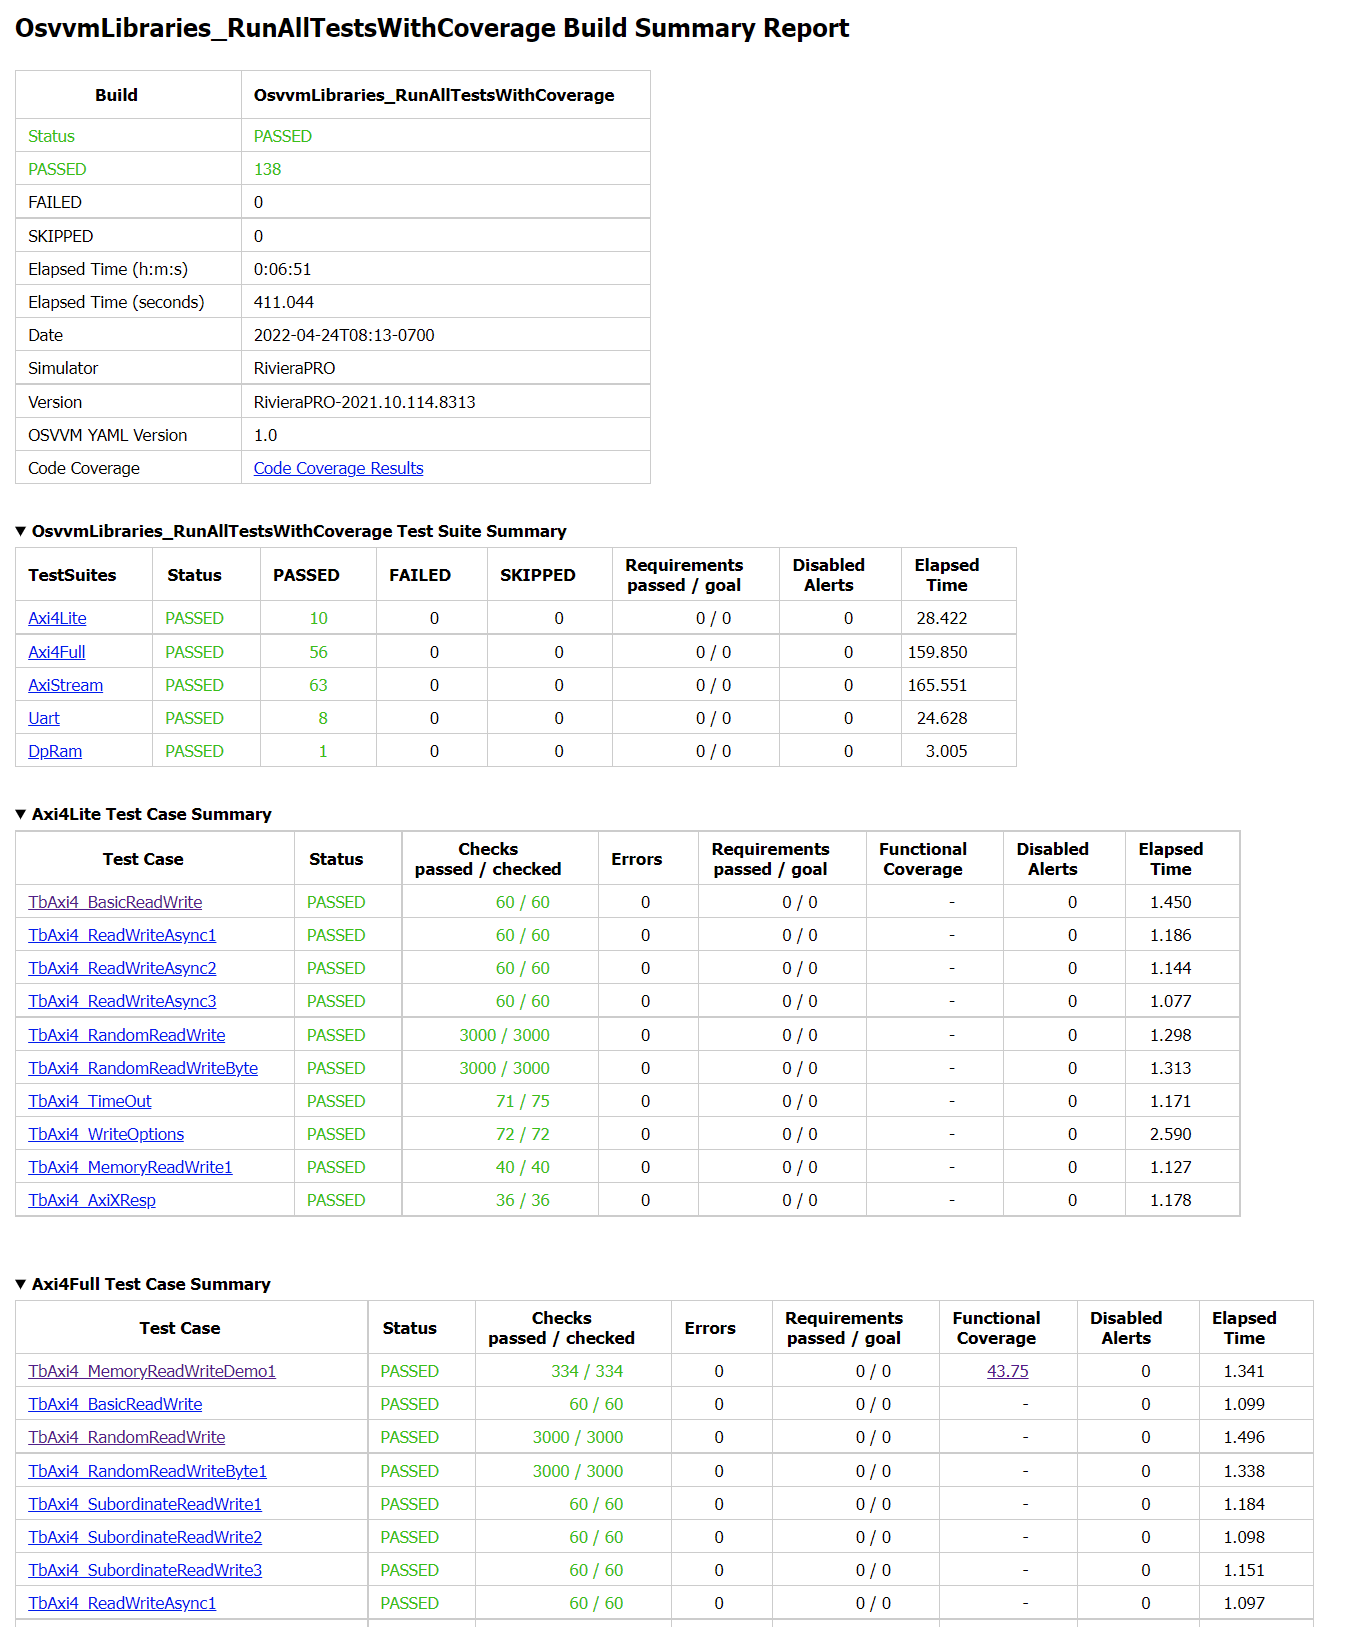 OsvvmLibraries_RunAllTestsWithCoverage Build Summary Report
Build OsvvmLibraries_RunAllTestsWithCoverage
Status PASSED
PASSED 138
FAILED 0
SKIPPED 0
Elapsed Time (h:m:s) 0:06:51
Elapsed Time (seconds) 411.044
Date 2022-04-24T08:13-0700
Simulator RivieraPRO
Version RivieraPRO-2021.10.114.8313
OSVVM YAML Version 1.0
Code Coverage Code Coverage Results
▼ OsvvmLibraries_RunAllTestsWithCoverage Test Suite Summary
TestSuites Status PASSED FAILED SKIPPED Requirements passed / goal Disabled Alerts Elapsed Time
Axi4Lite PASSED 10 0 0 0 / 0 0 28.422
Axi4Full PASSED 56 0 0 0 / 0 0 159.850
AxiStream PASSED 63 0 0 0 / 0 0 165.551
Uart PASSED 8 0 0 0 / 0 0 24.628
DpRam PASSED 1 0 0 0 / 0 0 3.005
▼ Axi4Lite Test Case Summary
Test Case Status Checks passed / checked Errors Requirements passed / goal Functional Coverage Disabled Alerts Elapsed Time
TbAxi4_BasicReadWrite PASSED 60 / 60 0 0 / 0 - 0 1.450
TbAxi4_ReadWriteAsync1 PASSED 60 / 60 0 0 / 0 - 0 1.186
TbAxi4_ReadWriteAsync2 PASSED 60 / 60 0 0 / 0 - 0 1.144
TbAxi4_ReadWriteAsync3 PASSED 60 / 60 0 0 / 0 - 0 1.077
TbAxi4_RandomReadWrite PASSED 3000 / 3000 0 0 / 0 - 0 1.298
TbAxi4_RandomReadWriteByte PASSED 3000 / 3000 0 0 / 0 - 0 1.313
TbAxi4_TimeOut PASSED 71 / 75 0 0 / 0 - 0 1.171
TbAxi4_WriteOptions PASSED 72 / 72 0 0 / 0 - 0 2.590
TbAxi4_MemoryReadWrite1 PASSED 40 / 40 0 0 / 0 - 0 1.127
TbAxi4_AxiXResp PASSED 36 / 36 0 0 / 0 - 0 1.178
▼ Axi4Full Test Case Summary
Test Case Status Checks passed / checked Errors Requirements passed / goal Functional Coverage Disabled Alerts Elapsed Time
TbAxi4_MemoryReadWriteDemo1 PASSED 334 / 334 0 0 / 0 43.75 0 1.341
TbAxi4_BasicReadWrite PASSED 60 / 60 0 0 / 0 - 0 1.099
TbAxi4_RandomReadWrite PASSED 3000 / 3000 0 0 / 0 - 0 1.496
TbAxi4_RandomReadWriteByte1 PASSED 3000 / 3000 0 0 / 0 - 0 1.338
TbAxi4_SubordinateReadWrite1 PASSED 60 / 60 0 0 / 0 - 0 1.184
TbAxi4_SubordinateReadWrite2 PASSED 60 / 60 0 0 / 0 - 0 1.098
TbAxi4_SubordinateReadWrite3 PASSED 60 / 60 0 0 / 0 - 0 1.151
TbAxi4_ReadWriteAsync1 PASSED 60 / 60 0 0 / 0 - 0 1.097